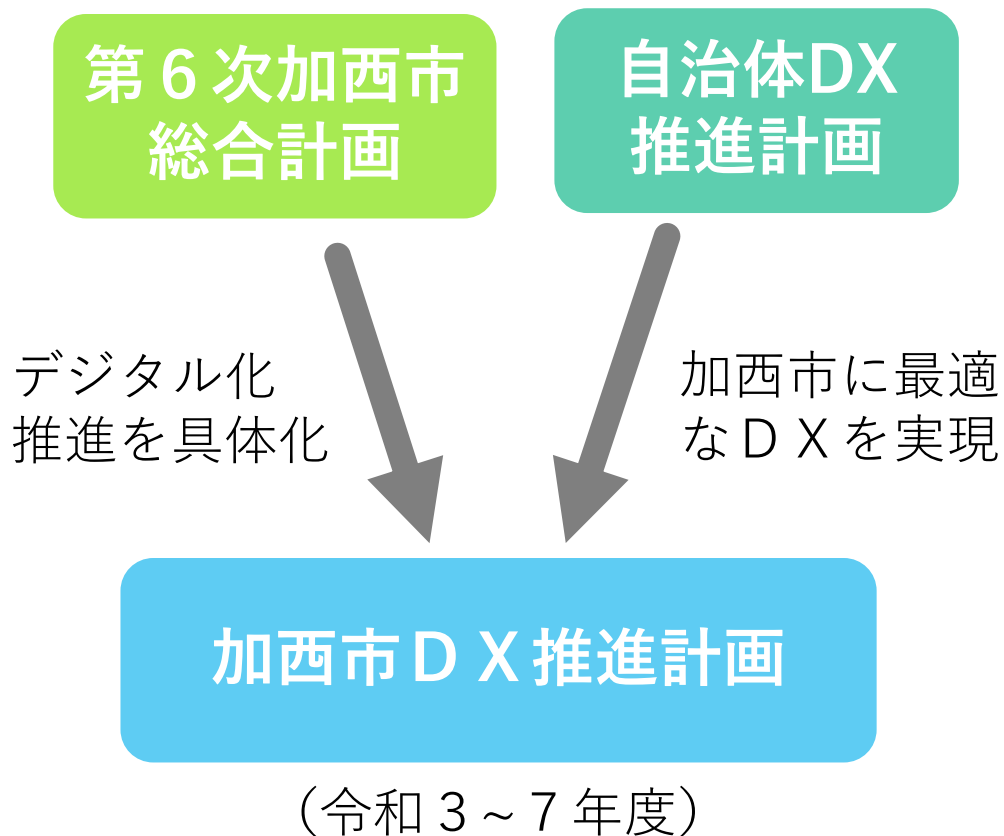 第６次加西市
総合計画
自治体DX
推進計画
デジタル化
推進を具体化
加西市に最適
なＤＸを実現
加西市ＤＸ推進計画
（令和３～７年度）